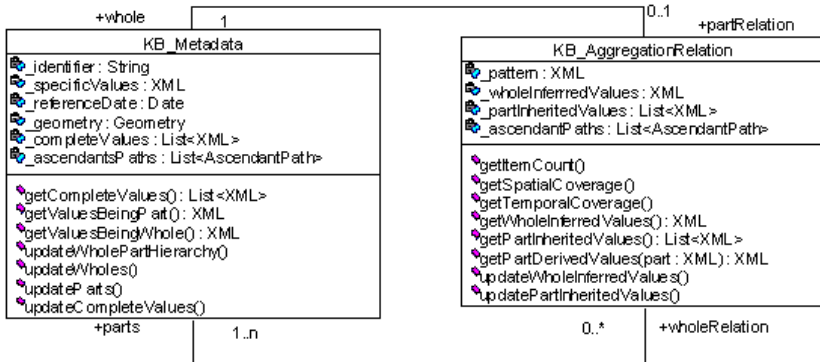 +whole
1
0..1
+partRelation
KB_Metadata
_identifier : String
_specificValues : XML
_referenceDate : Date
_geometry : Geometry
_completeValues : List<XML>
_ascendantsPaths : List<AscendantPath>
getCompleteValues() : List<XML>
getValuesBeingPart() : XML
getValuesBeingWhole() : XML
updateWholePartHierarchy()
updateWholes()
updateParts()
updateCompleteValues()
KB_AggregationRelation
_pattern : XML
_wholeInferrredValues : XML
_partInheritedValues : List<XML>
_ascendantPaths : List<AscendantPath>
getItemCount()
getSpatialCoverage()
getTemporalCoverage()
getWholeInferredValues() : XML
getPartInheritedValues() : List<XML>
getPartDerivedValues(part : XML) : XML
updateWholeInferredValues()
updatePartInheritedValues()
+parts
1..n
0..*
+wholeRelation